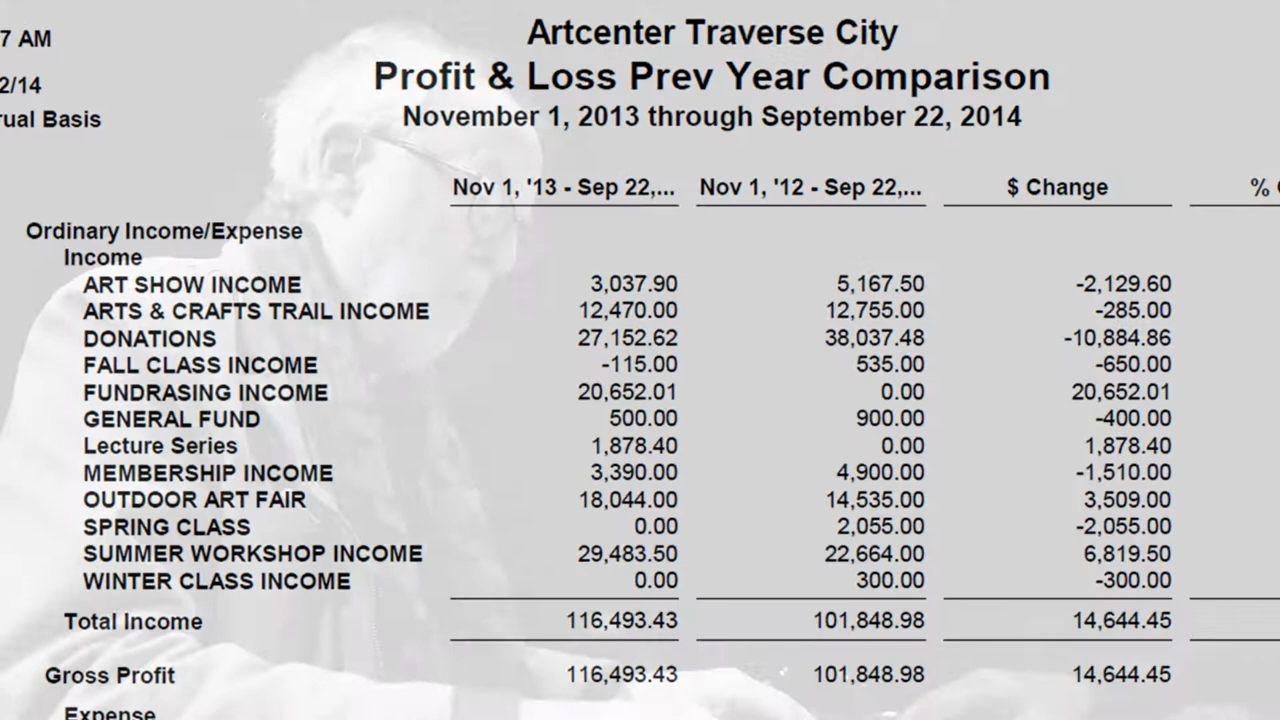 7 AM
Artcenter Traverse City
2/14
Profit & Loss Prev Year Comparison
rual Basis
November 1, 2013 through September 22, 2014
Nov 1, '13 - Sep 22,... Nov 1, '12 - Sep 22,... $ Change %
Ordinary Income/Expense
Income
ART SHOW INCOME 3,037.90 5,167.50 -2,129.60
ARTS & CRAFTS TRAIL INCOME 12,470.00 12,755.00 -285.00
DONATIONS 27,152.62 38,037.48 -10,884.86
FALL CLASS INCOME -115.00 535.00 -650.00
FUNDRASING INCOME 20,652.01 0.00 20,652.01
GENERAL FUND 500.00 900.00 -400.00
Lecture Series 1,878.40 0.00 1,878.40
MEMBERSHIP INCOME 3,390.00 4,900.00 -1,510.00
OUTDOOR ART FAIR 18,044.00 14,535.00 3,509.00
SPRING CLASS 0.00 2,055.00 -2,055.00
SUMMER WORKSHOP INCOME 29,483.50 22,664.00 6,819.50
WINTER CLASS INCOME 0.00 300.00 -300.00
Total Income 116,493.43 101,848.98 14,644.45
Gross Profit 116,493.43 101,848.98 14,644.45
Expense